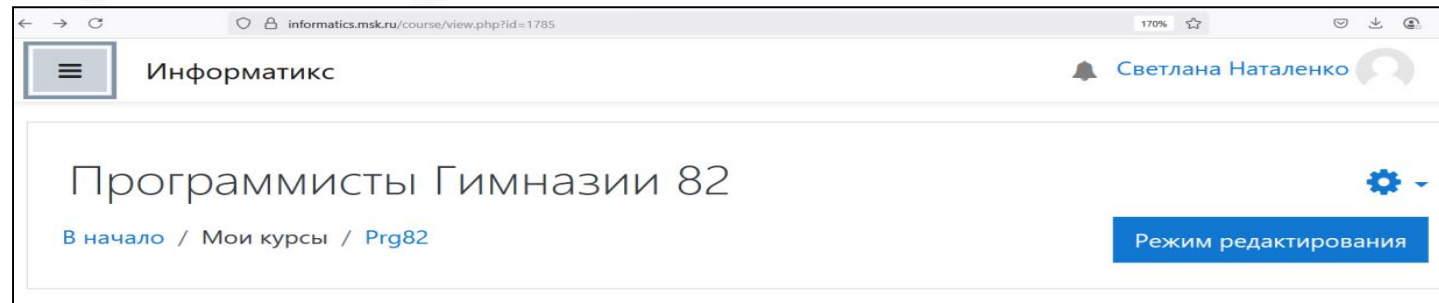 informatics.msk.ru/course/view.php?id=1785 170%
Информатикс Светлана Наталенко
Программисты Гимназии 82
В начало / Мои курсы / Prg82 Режим редактирования